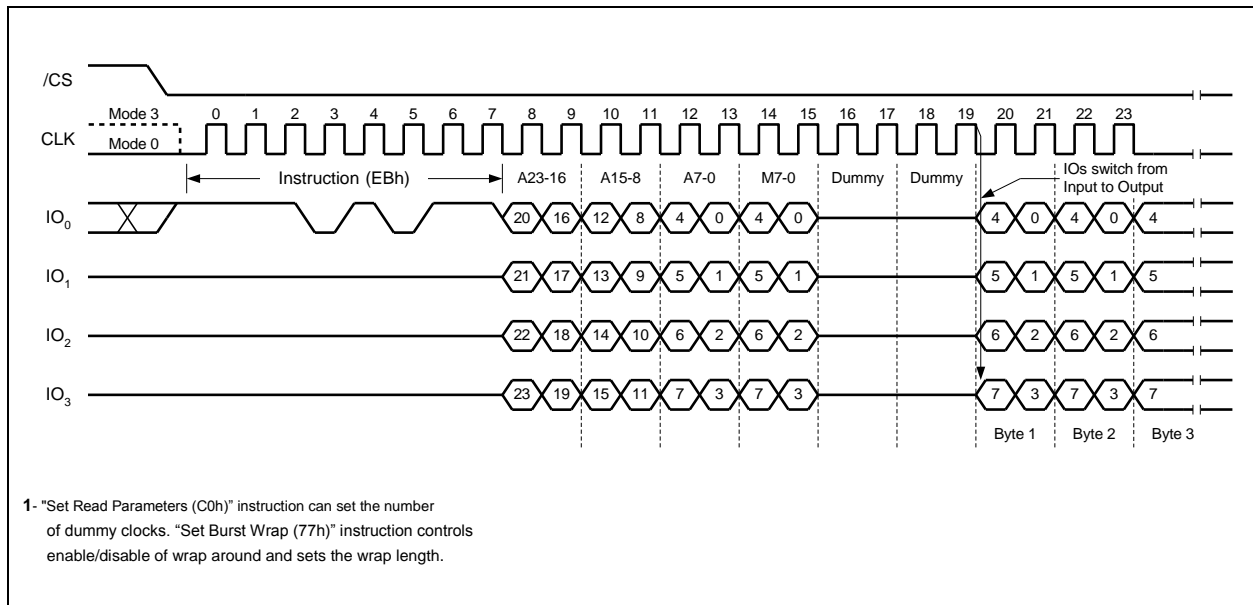 /CS
Mode 3 0 1 2 3 4 5 6 7 8 9 10 11 12 13 14 15 16 17 18 19 20 21 22 23
CLK
Mode 0
Instruction (EBh) A23-16 A15-8 A7-0 M7-0 Dummy Dummy
IOs switch from
Input to Output
IO0 20 16 12 8 4 0 4 0 4 0 4 0 4
IO1 21 17 13 9 5 1 5 1 5 1 5 1 5
IO2 22 18 14 10 6 2 6 2 6 2 6 2 6
IO3 23 19 15 11 7 3 7 3 7 3 7 3 7
Byte 1 Byte 2 Byte 3
1- "Set Read Parameters (C0h)” instruction can set the number
of dummy clocks. “Set Burst Wrap (77h)” instruction controls
enable/disable of wrap around and sets the wrap length.